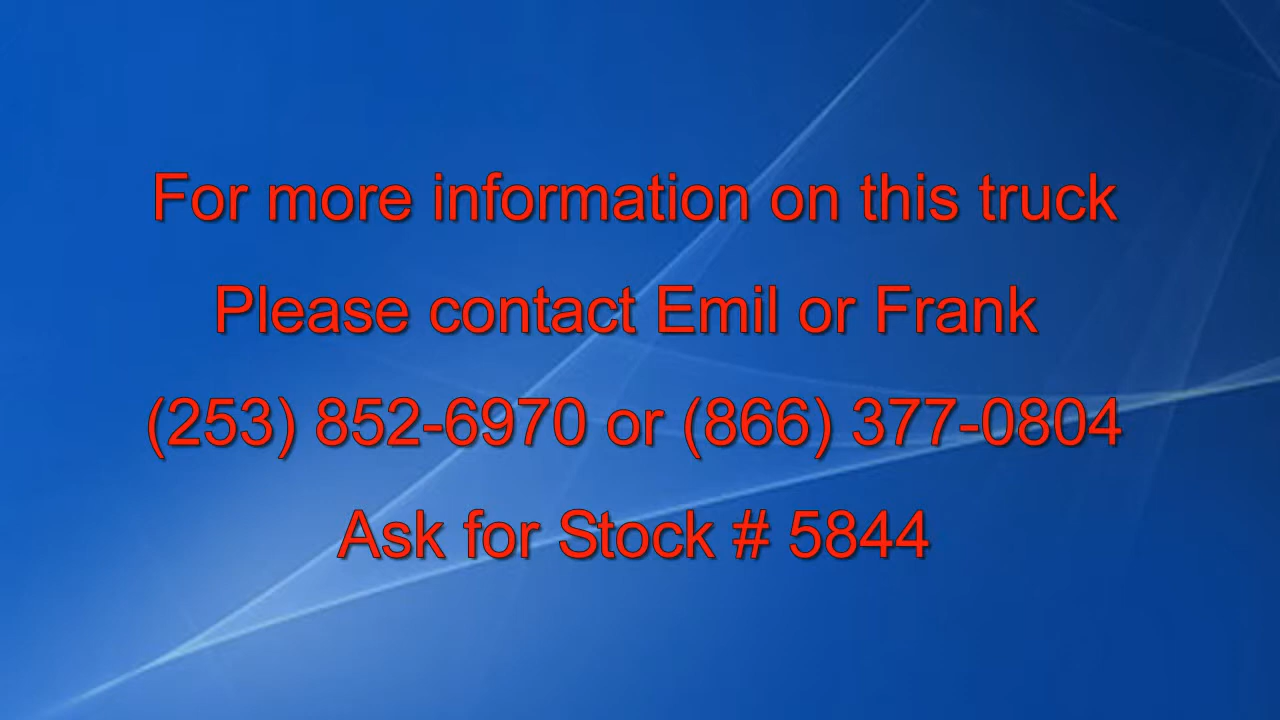 For more information on this truck
Please contact Emil or Frank
(253) 852-6970 or (866) 377-0804
Ask for Stock # 5844